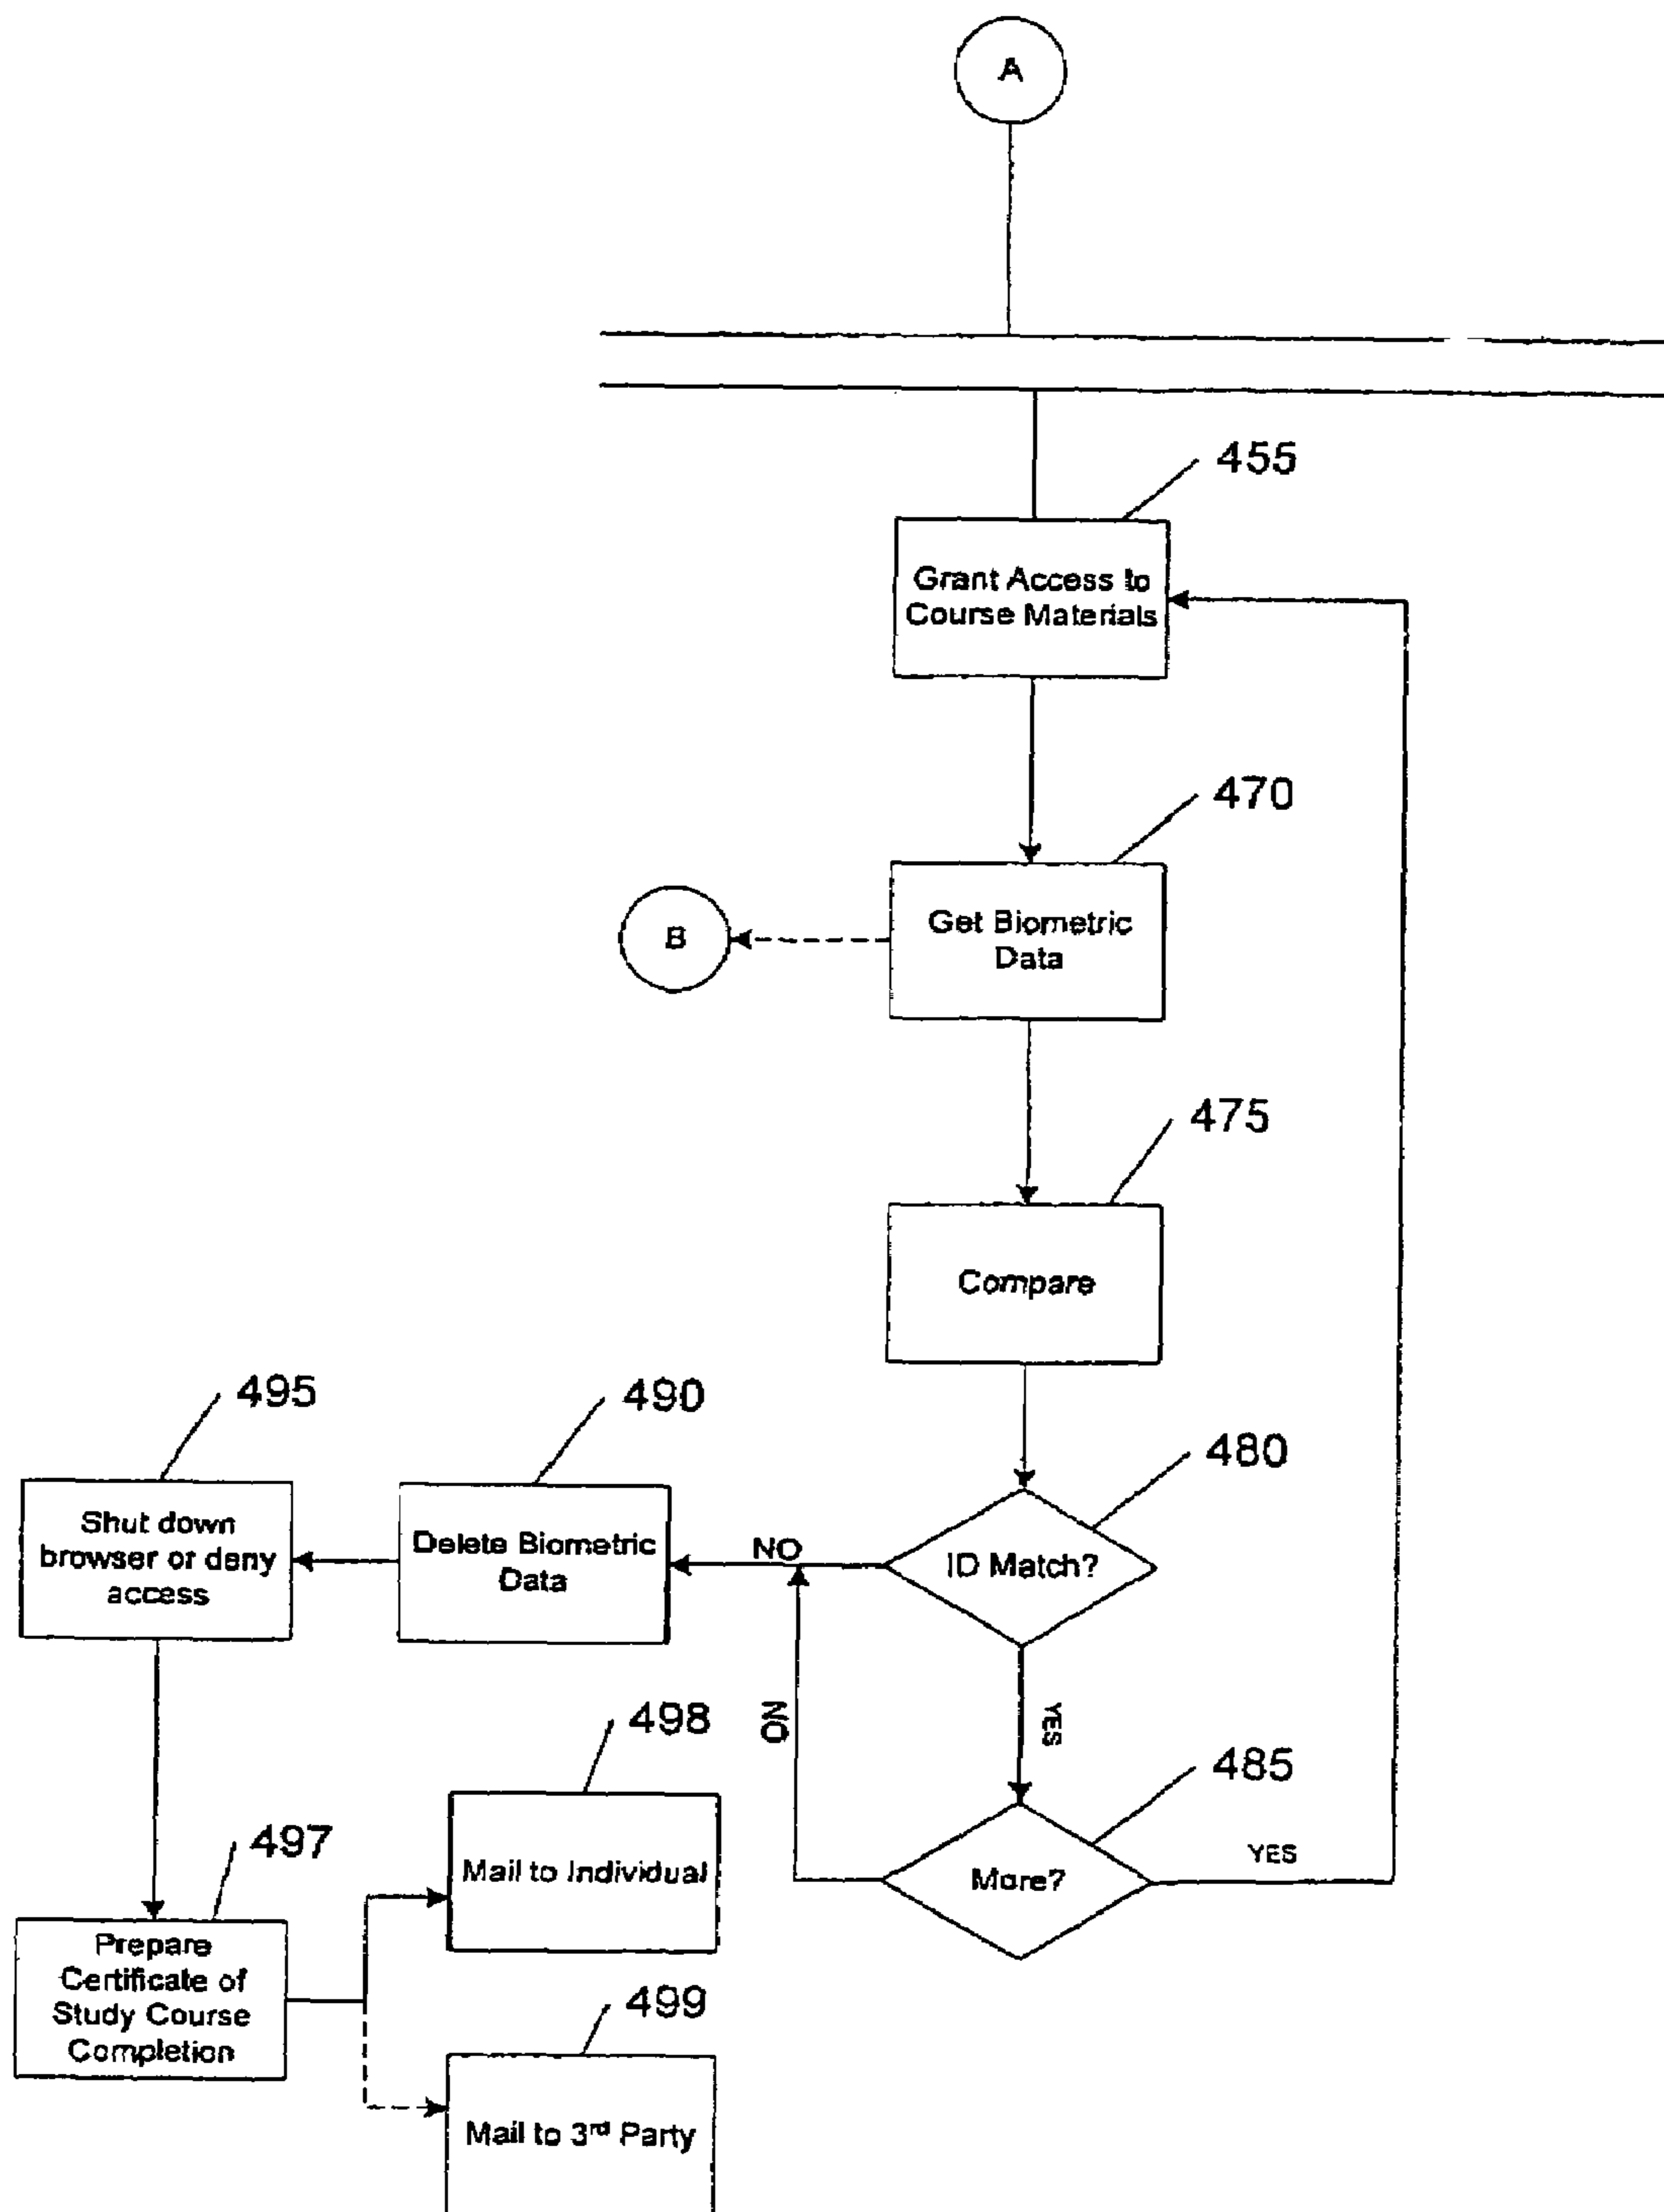 A
455
Grant Access to
Course Materials
470
Get Biometric
Data
B
475
Compare
495
490
480
Shut down
browser or deny
access
Delete Biometric
Data
NO
ID Match?
498
NO
YES
485
497
Mail to Individual
More?
YES
Prepare
Certificate of
Study Course
Completion
499
Mail to 3rd Party